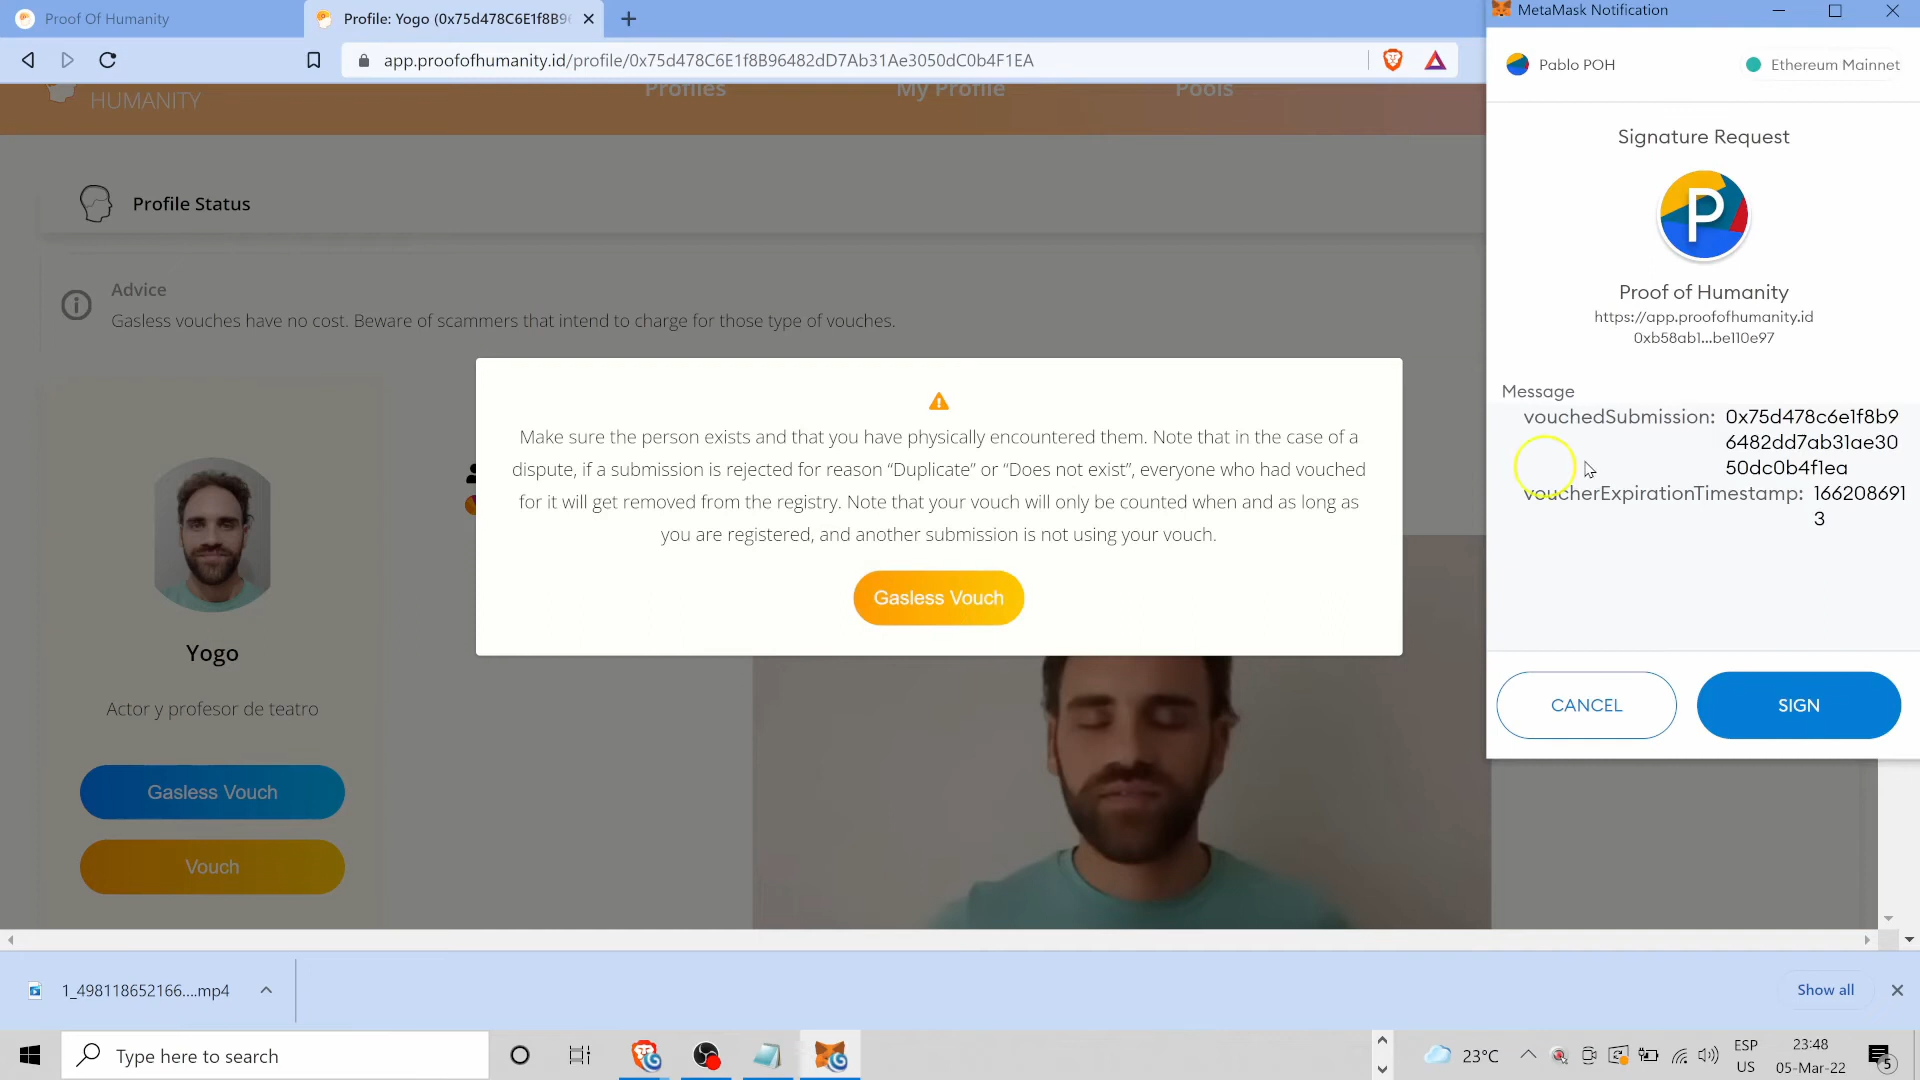 Proof Of Humanity
Profile: Yogo (0x75d478C6E1f8B96
app.proofofhumanity.id/profile/0x75d478C6E1f8B96482dD7Ab31Ae3050dC0b4F1EA
HUMANITY
Profiles
My Profile
Pools
Profile Status
Advice
Gasless vouches have no cost. Beware of scammers that intend to charge for those type of vouches.
Make sure the person exists and that you have physically encountered them. Note that in the case of a
dispute, if a submission is rejected for reason “Duplicate” or “Does not exist”, everyone who had vouched
for it will get removed from the registry. Note that your vouch will only be counted when and as long as
you are registered, and another submission is not using your vouch.
Gasless Vouch
Yogo
Actor y profesor de teatro
Gasless Vouch
Vouch
MetaMask Notification
Pablo POH
Ethereum Mainnet
Signature Request
P
Proof of Humanity
https://app.proofofhumanity.id
0xb58ab1...be110e97
Message
vouchedSubmission: 0x75d478c6e1f8b9
6482dd7ab31ae30
50dc0b4f1ea
voucherExpirationTimestamp: 166208691
3
CANCEL
SIGN
1_498118652166....mp4
Show all
Type here to search
23°C
ESP
US
23:48
05-Mar-22
5